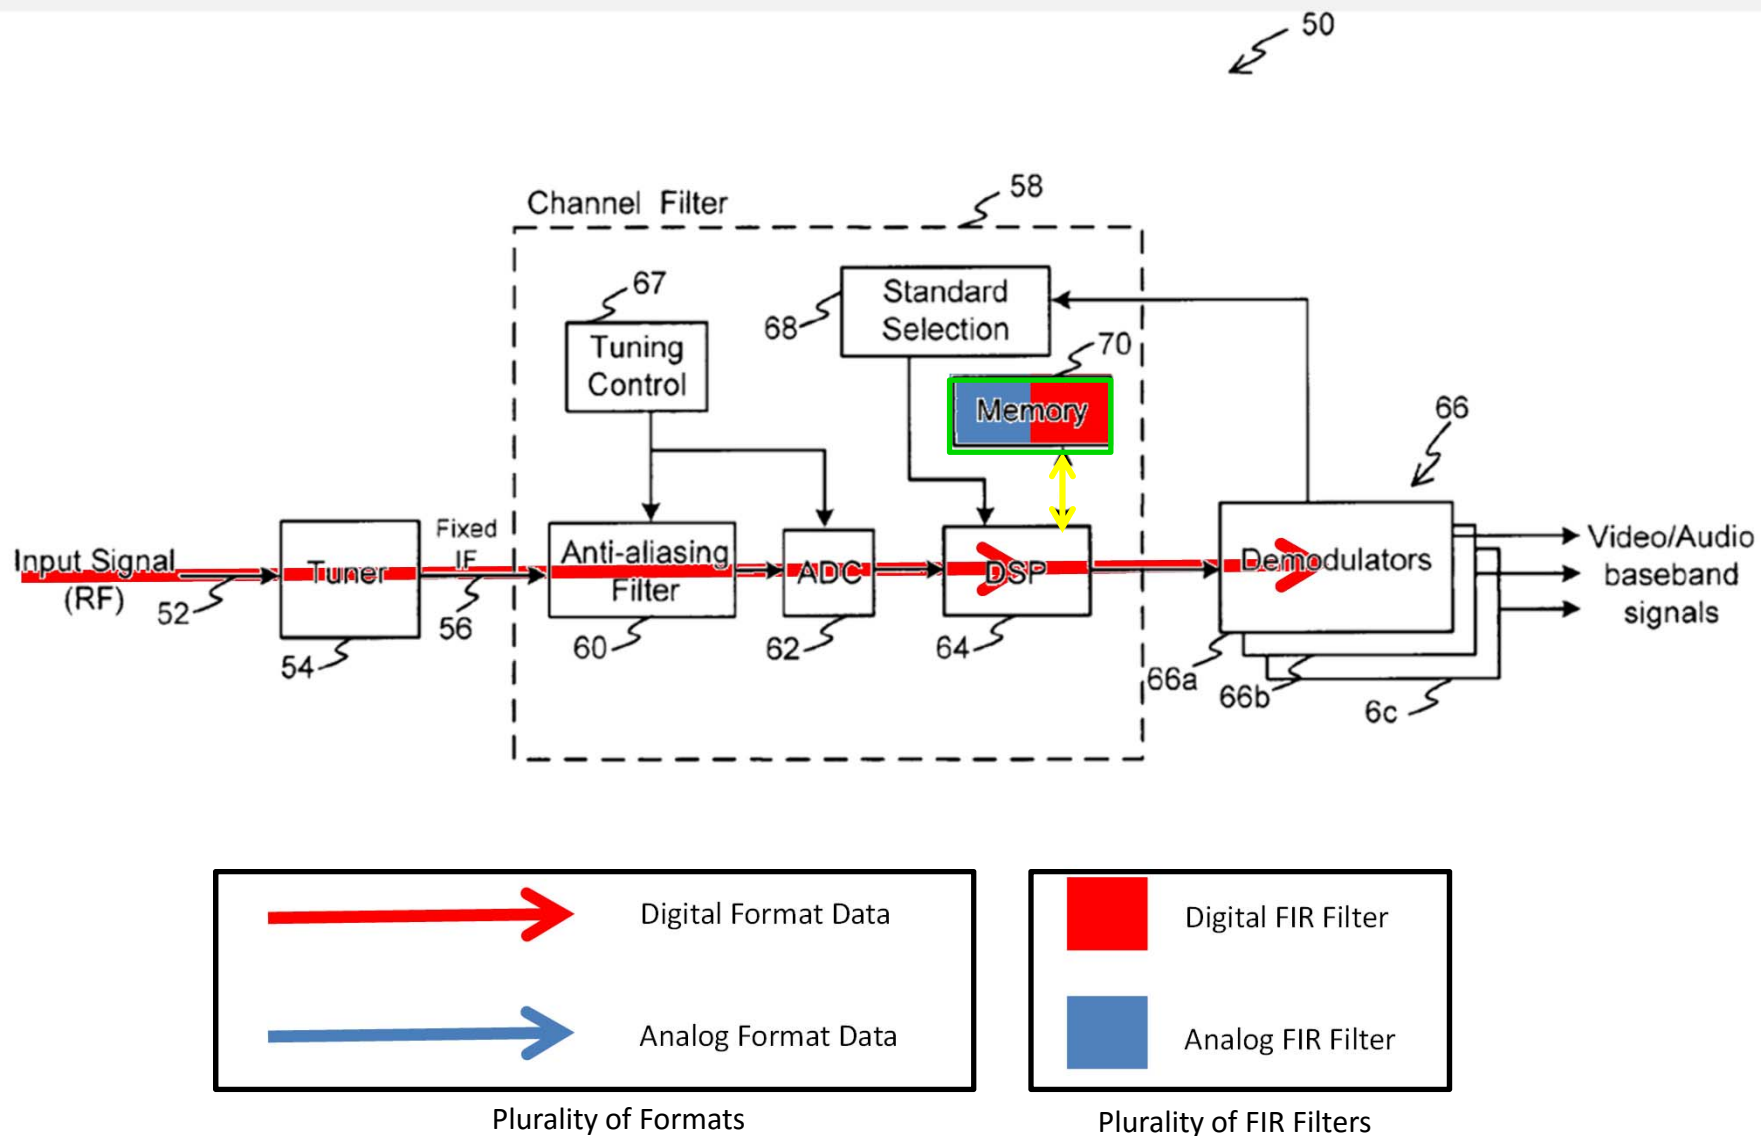 50
Channel Filter
58
67
Tuning
Control
68
Standard
Selection
70
Memory
66
Input Signal
(RF)
52
Tuner
54
Fixed
IF
56
Anti-aliasing
Filter
60
ADC
62
DSP
64
Demodulators
66a
66b
6c
Video/Audio
baseband
signals
Digital Format Data
Analog Format Data
Plurality of Formats
Digital FIR Filter
Analog FIR Filter
Plurality of FIR Filters